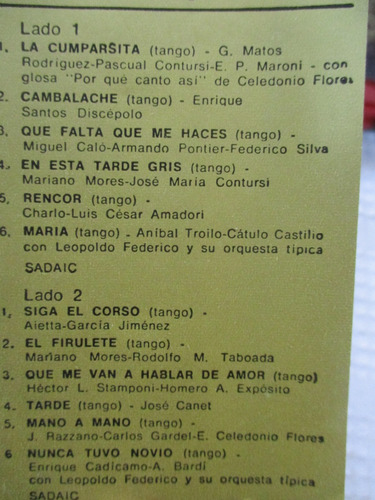 Lado 1
1, LA CUMPARSITA (tango) - G. Matos
Rodríguez-Pascual Contursi-E. P. Maroni - con
glosa "Por qué canto así" de Celedonio Flores
2. CAMBALACHE (tango) - Enrique
Santos Discépolo
3, QUE FALTA QUE ME HACES (tango) -
Miguel Caló-Armando Pontier-Federico Silva
4. EN ESTA TARDE GRIS (tango) -
Mariano Mores-José María Contursi
5, RENCOR (tango) -
Charlo-Luis César Amadori
6, MARIA (tango) - Aníbal Troilo-Cátulo Castillo
con Leopoldo Federico y su orquesta típica
SADAIC
Lado 2
1, SIGA EL CORSO (tango) -
Aietta-García Jiménez
2. EL FIRULETE (tango) -
Mariano Mores-Rodolfo M. Taboada
3. QUE ME VAN A HABLAR DE AMOR (tango)
Héctor L. Stamponi-Homero A. Expósito
4. TARDE (tango) - José Canet
5. MANO A MANO (tango) -
J. Razzano-Carlos Gardel-E. Celedonio Flores
6 NUNCA TUVO NOVIO (tango) -
Enrique Cadícamo-A. Bardi
con Leopoldo Federico y su orquesta típica
SADAIC